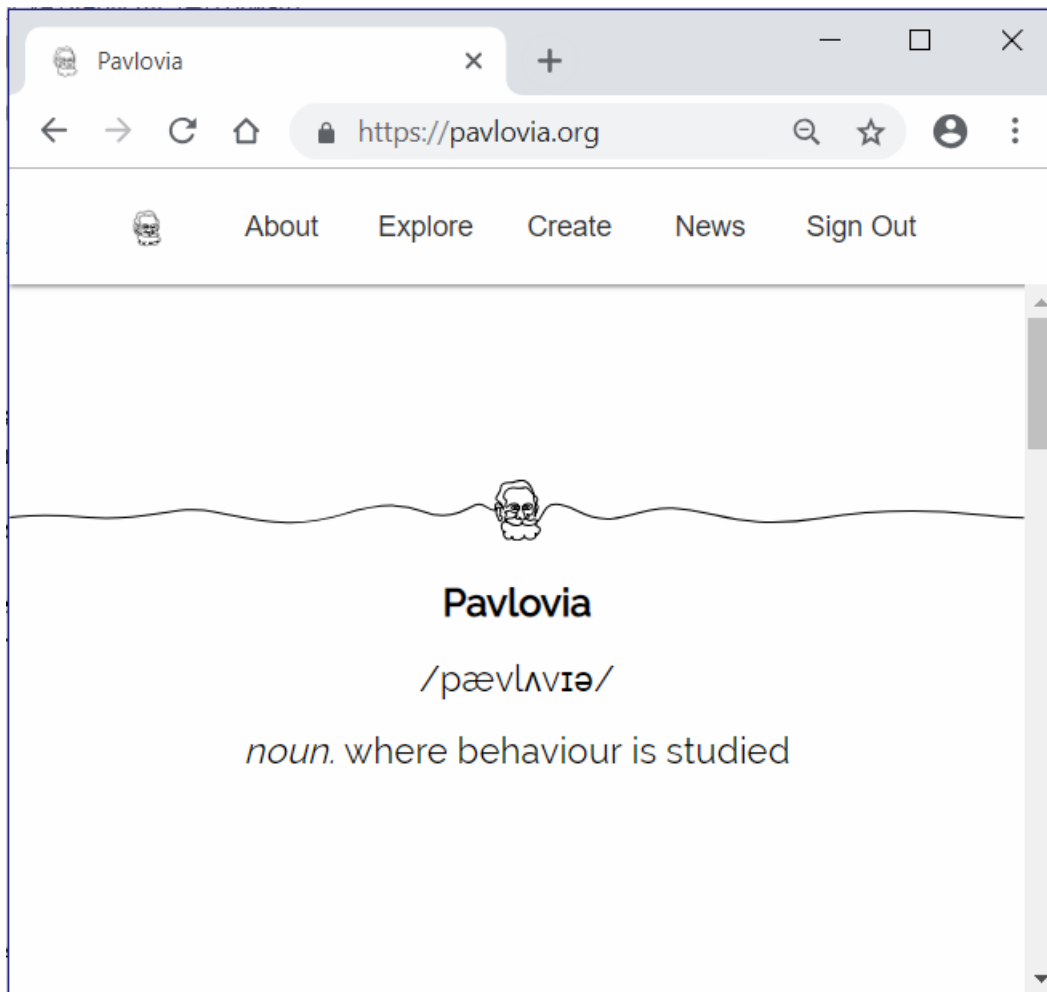 Pavlovia
https://pavlovia.org
About Explore Create News Sign Out
Pavlovia
/pævlʌvɪə/
noun. where behaviour is studied